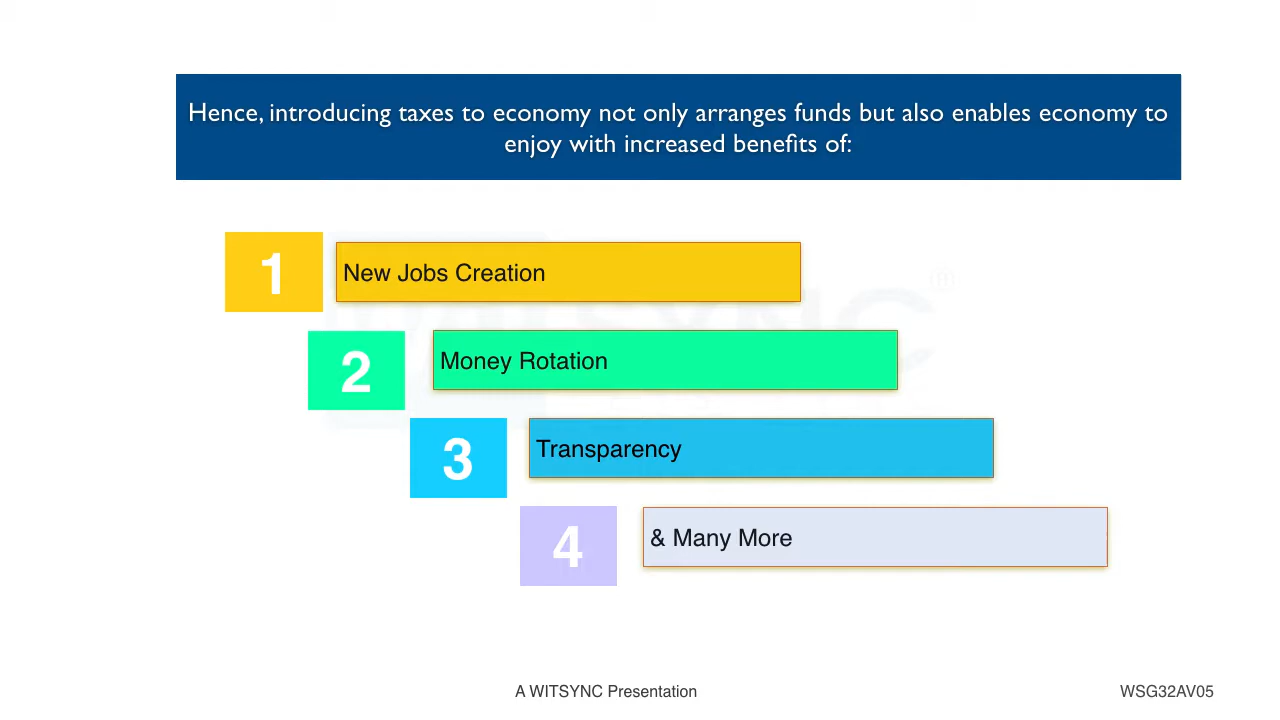 Hence, introducing taxes to economy not only arranges funds but also enables economy to
enjoy with increased benefits of:
1
New Jobs Creation
WITSYNC
2
Money Rotation
3
Transparency
4
& Many More
A WITSYNC Presentation
WSG32AV05